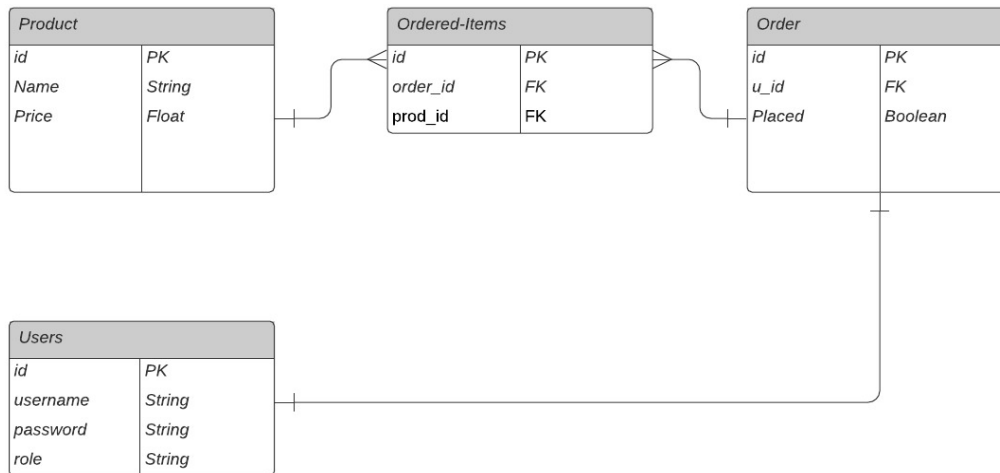 Product
id PK
Name String
Price Float
Ordered-Items
id PK
order_id FK
prod_id FK
Order
id PK
u_id FK
Placed Boolean
Users
id PK
username String
password String
role String